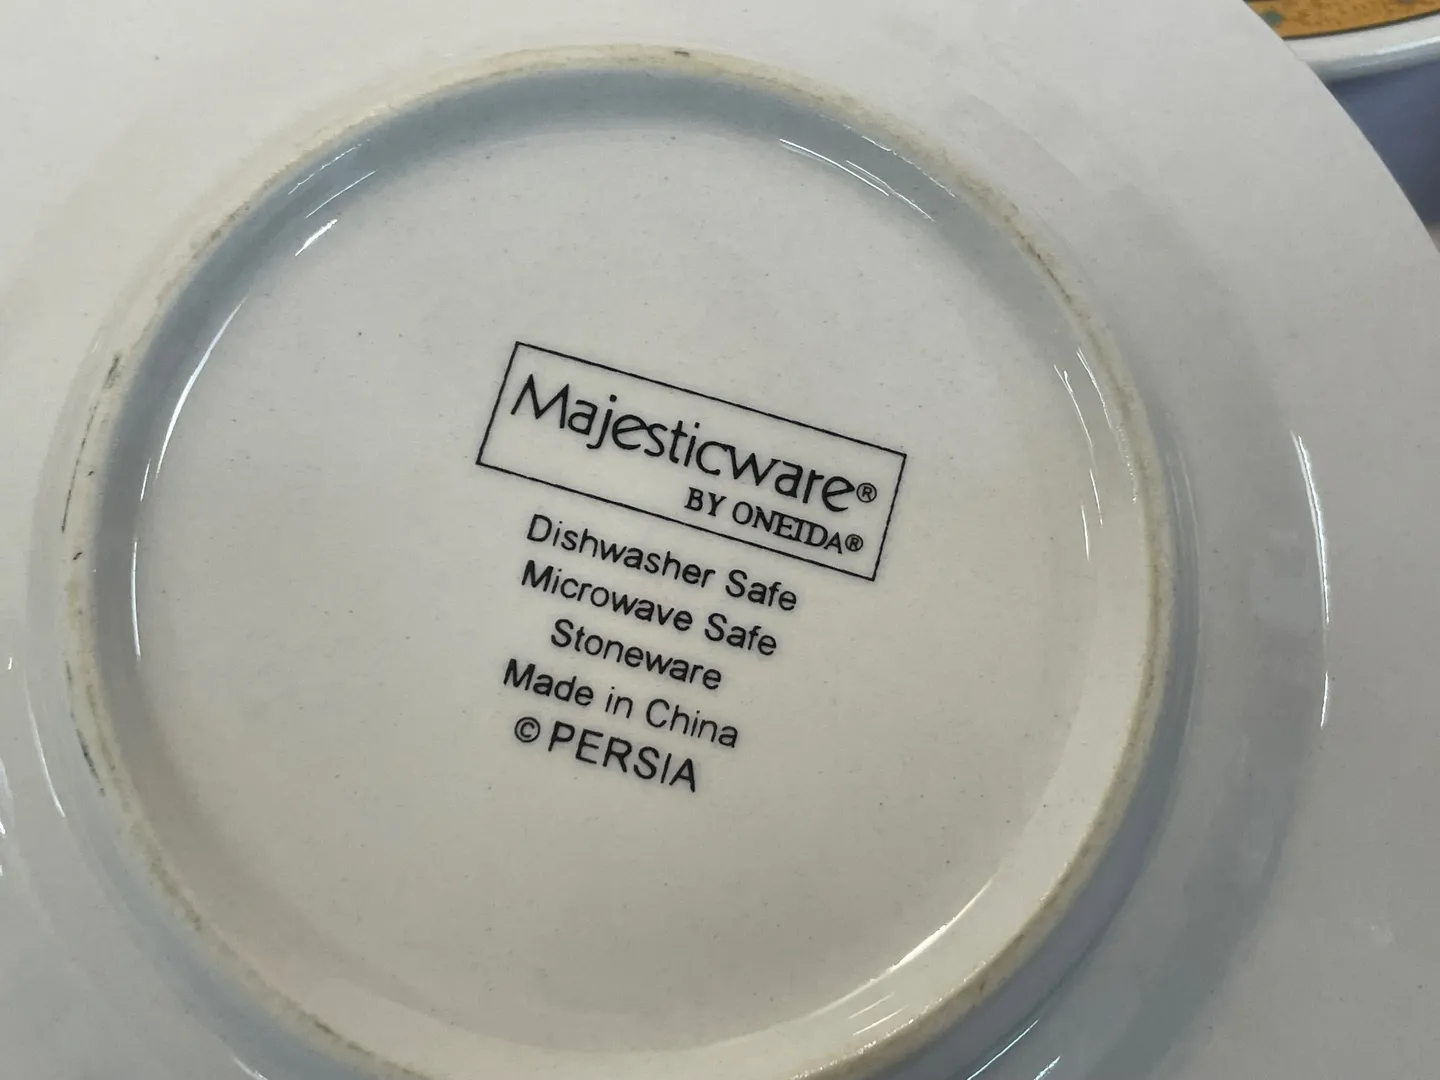 Majesticware®
BY ONEIDA®
Dishwasher Safe
Microwave Safe
Stoneware
Made in China
© PERSIA